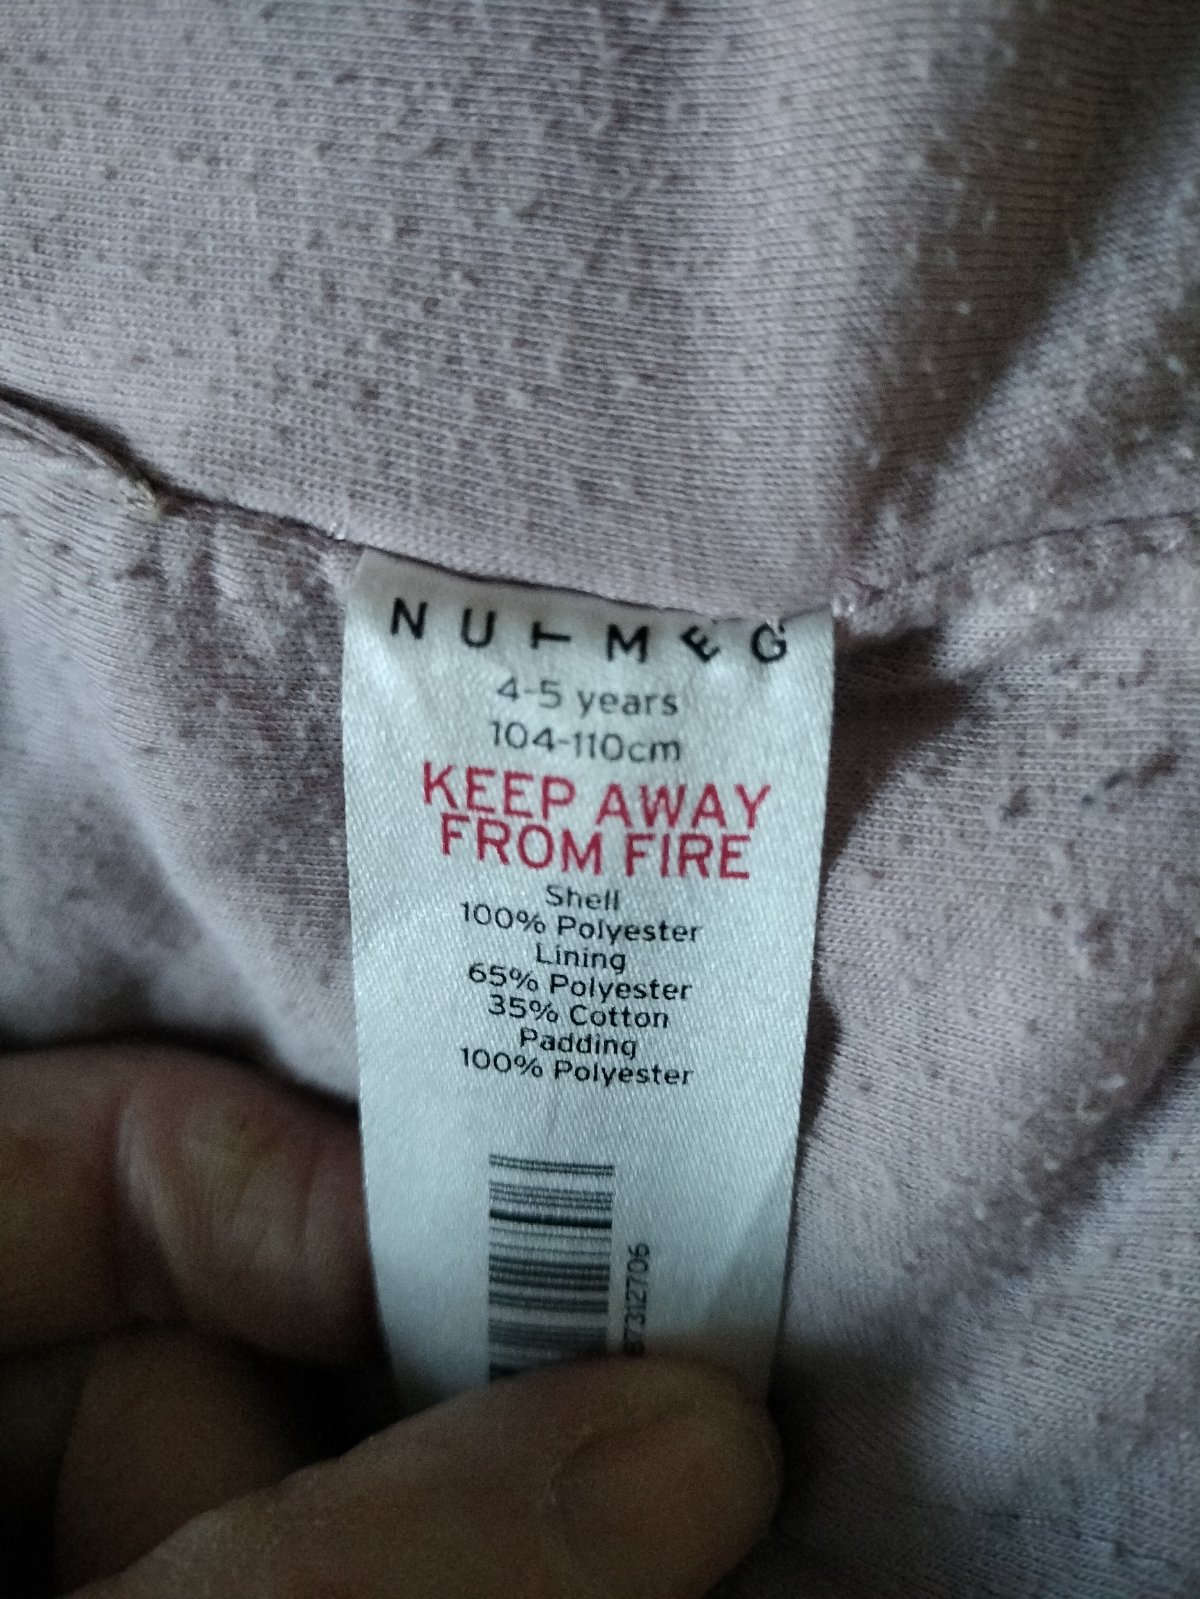 NUTMEG
4-5 years
104-110cm
KEEP AWAY
FROM FIRE
Shell
100% Polyester
Lining
65% Polyester
35% Cotton
Padding
100% Polyester
87312706